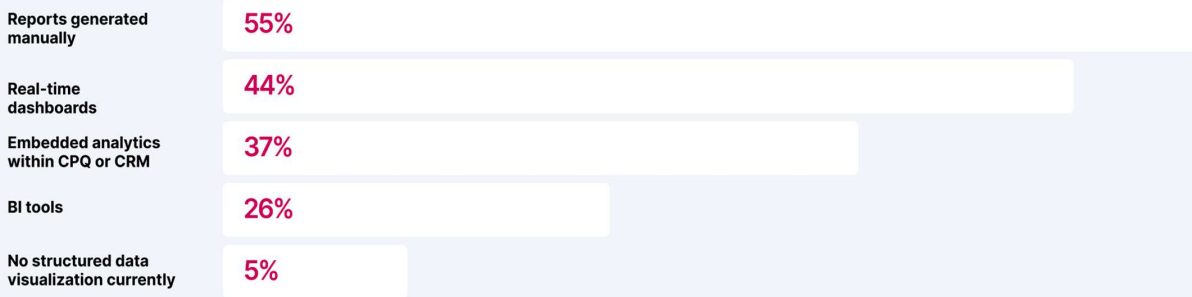 Reports generated
manually
55%
Real-time
dashboards
44%
Embedded analytics
within CPQ or CRM
37%
BI tools
26%
No structured data
visualization currently
5%